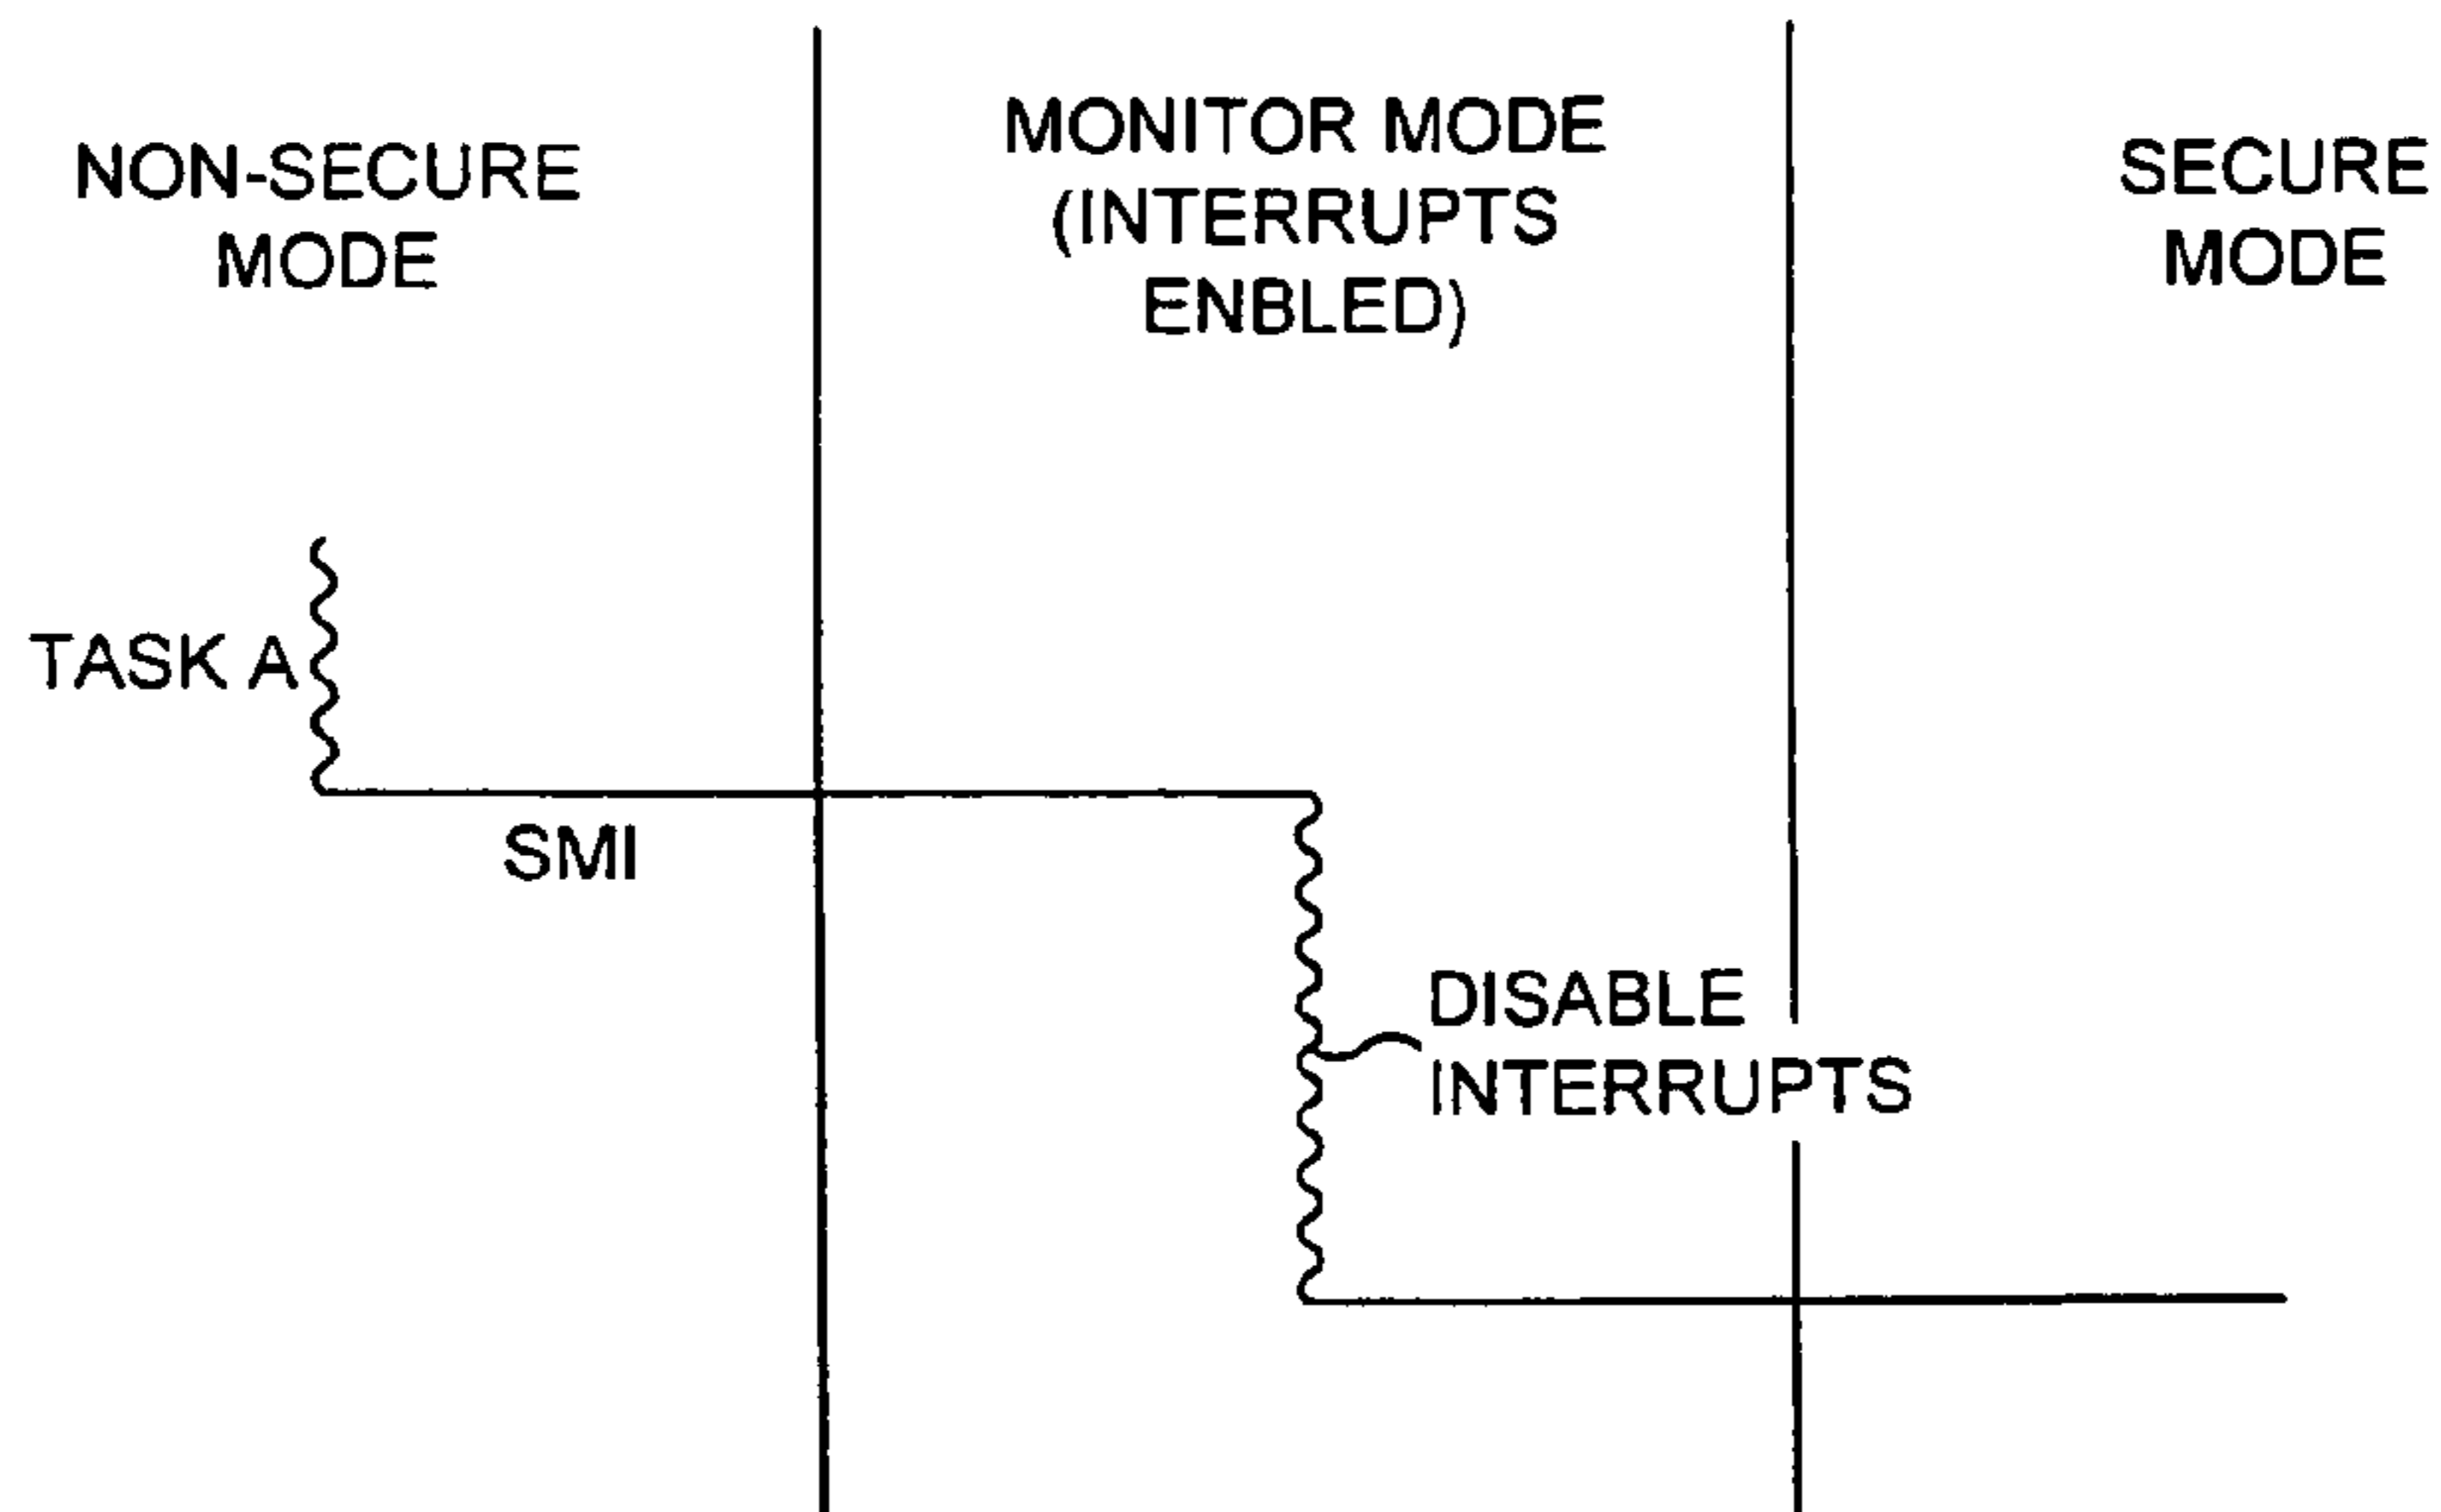 NON-SECURE
MODE
MONITOR MODE
(INTERRUPTS
ENBLED)
SECURE
MODE
TASK A
SMI
DISABLE
INTERRUPTS